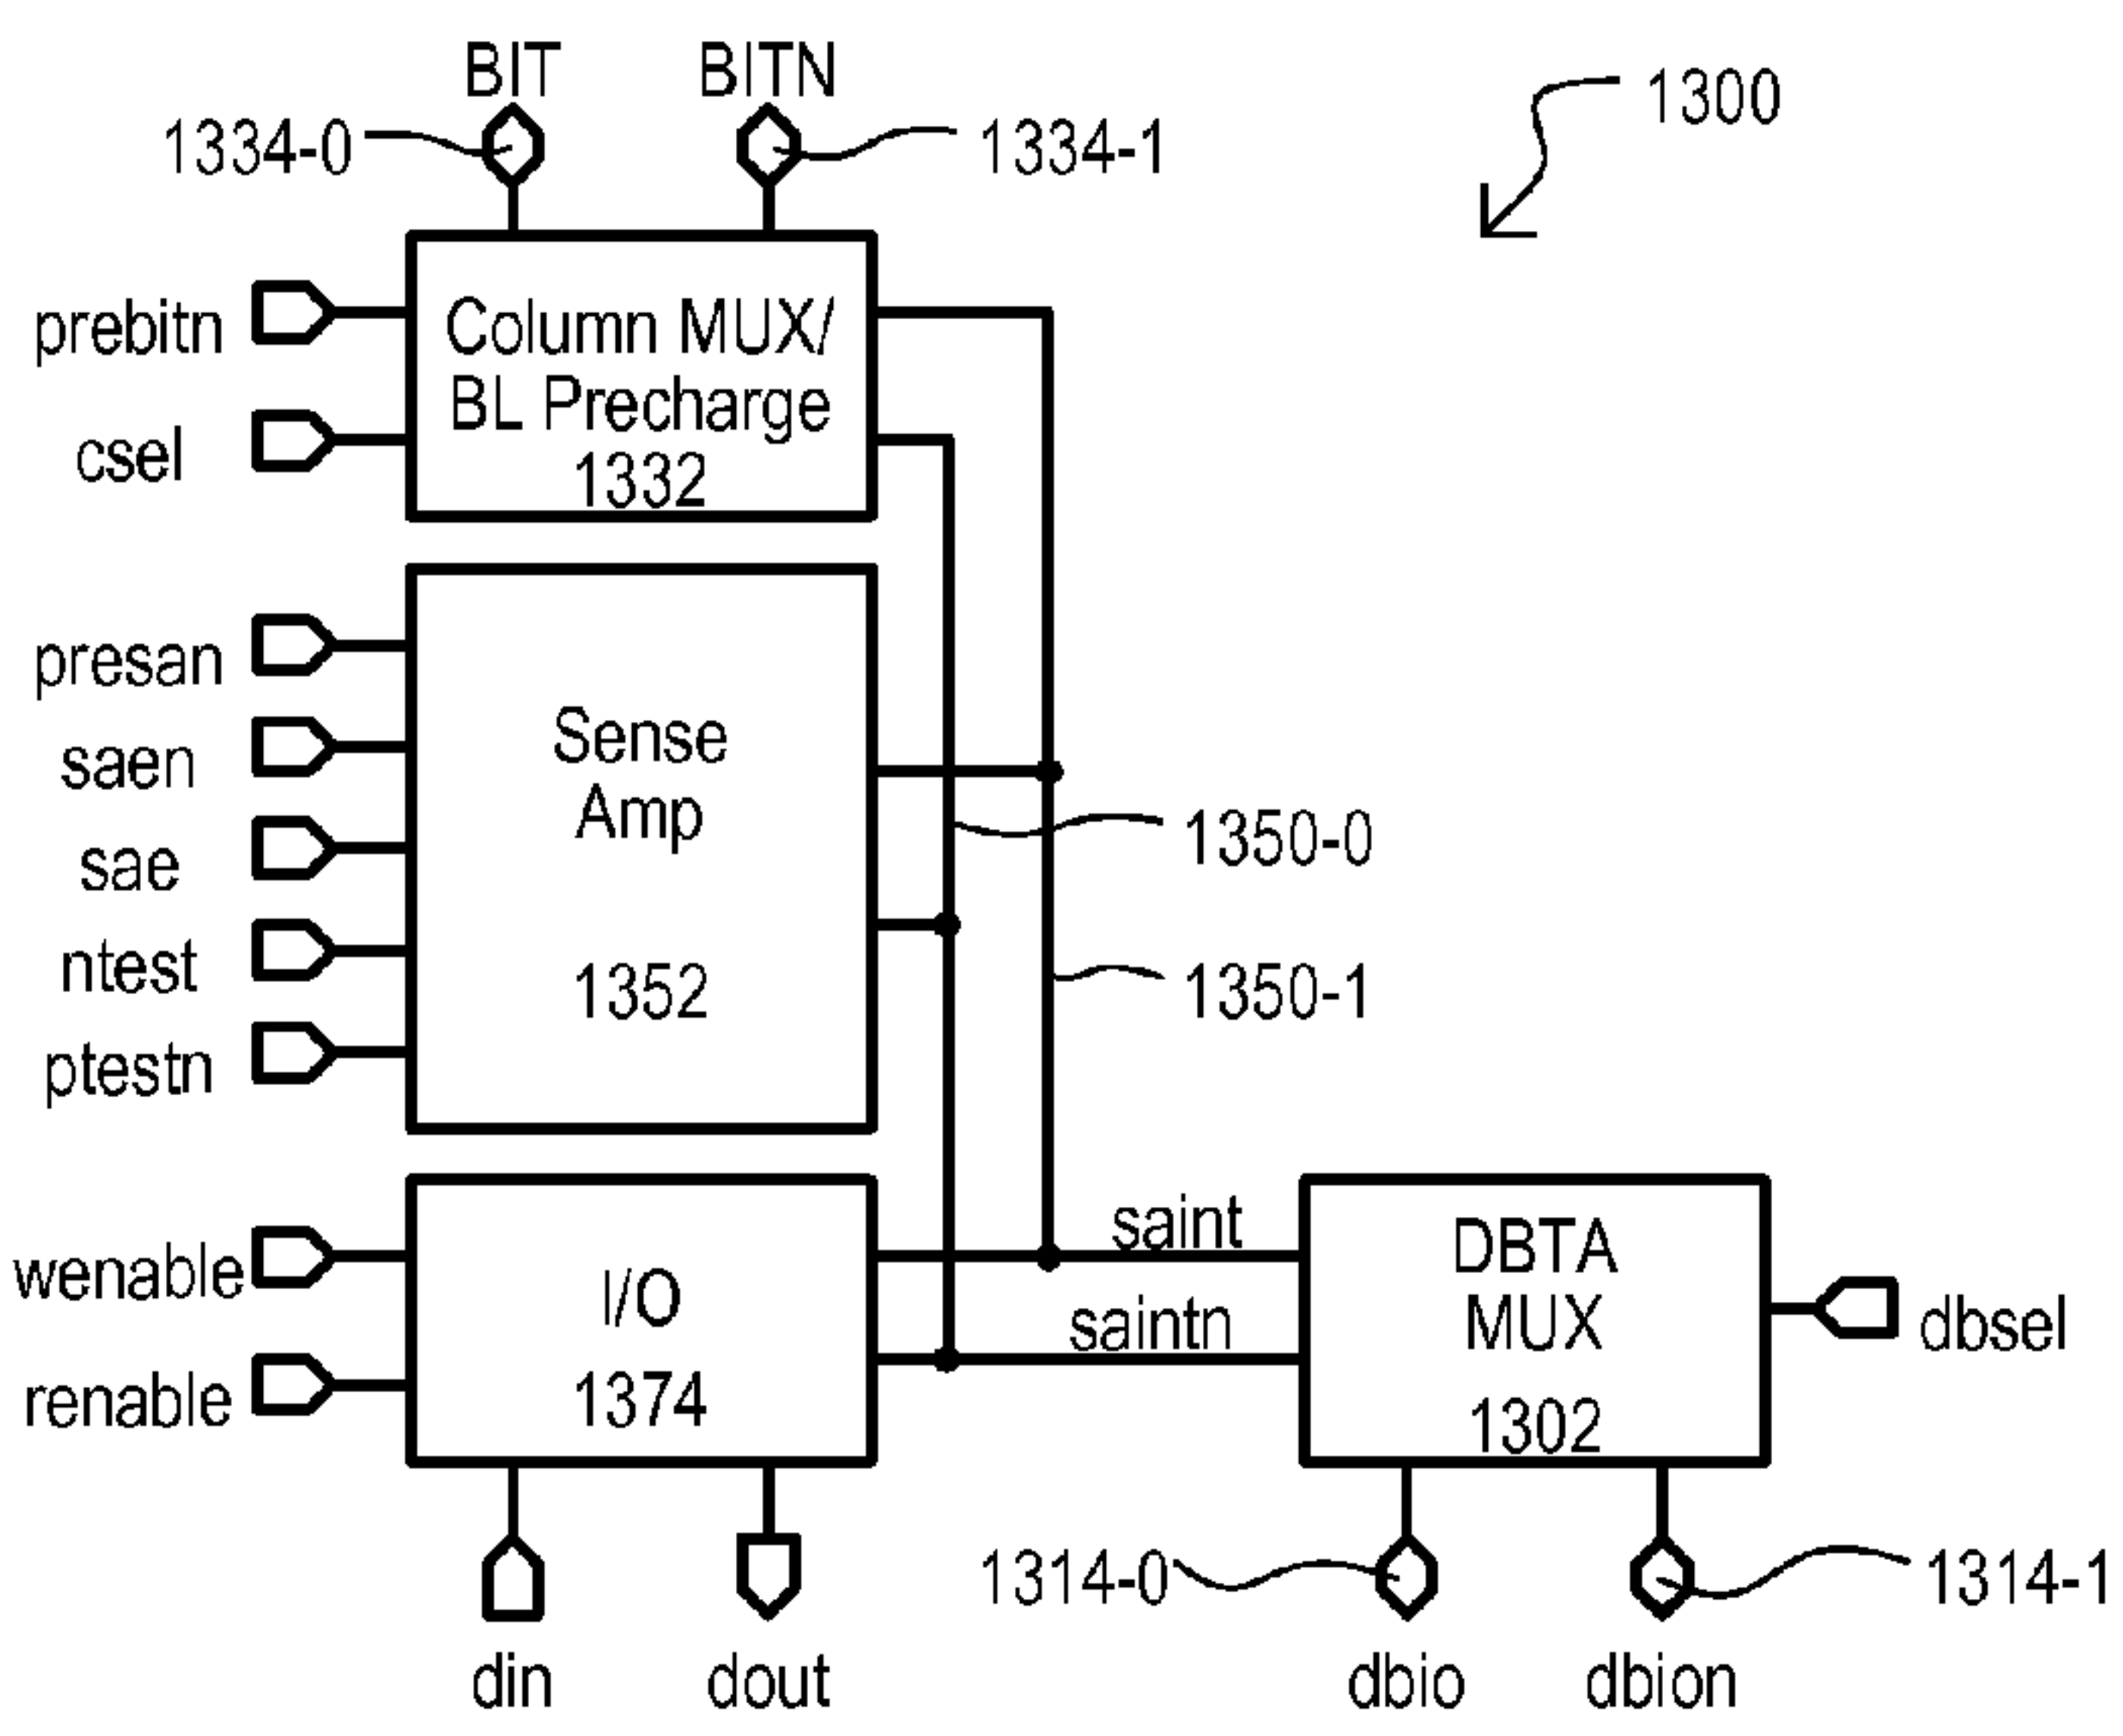 BIT
BITN
1300
1334-0
1334-1
prebitn
Column MUX/
BL Precharge
1332
csel
presan
saen
sae
ntest
ptestn
Sense
Amp
1352
1350-0
1350-1
wenable
renable
I/O
1374
saint
saintn
DBTA
MUX
1302
dbsel
1314-0
1314-1
din
dout
dbio
dbion